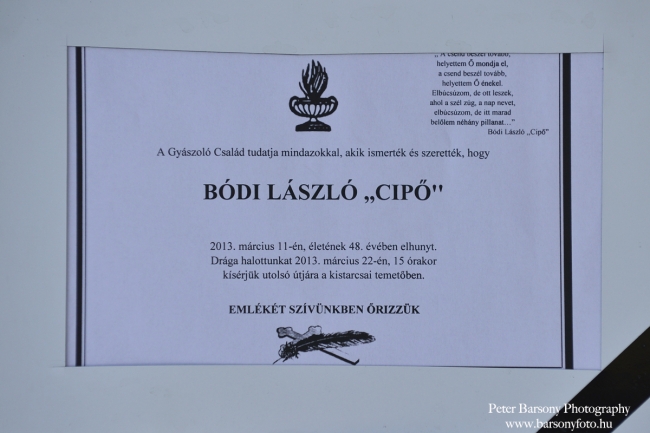 „A csend beszél tovább,
helyettem Ő mondja el,
a csend beszél tovább,
helyettem Ő énekel.
Elbúcsúzom, de ott leszek,
ahol a szél zúg, a nap nevet,
elbúcsúzom, de itt marad
belőlem néhány pillanat…"
Bódi László „Cipő"
A Gyászoló Család tudatja mindazokkal, akik ismerték és szerették, hogy
BÓDI LÁSZLÓ „CIPŐ"
2013. március 11-én, életének 48. évében elhunyt.
Drága halottunkat 2013. március 22-én, 15 órakor
kísérjük utolsó útjára a kistarcsai temetőben.
EMLÉKÉT SZÍVÜNKBEN ŐRIZZÜK
Peter Barsony Photography
www.barsonyfoto.hu